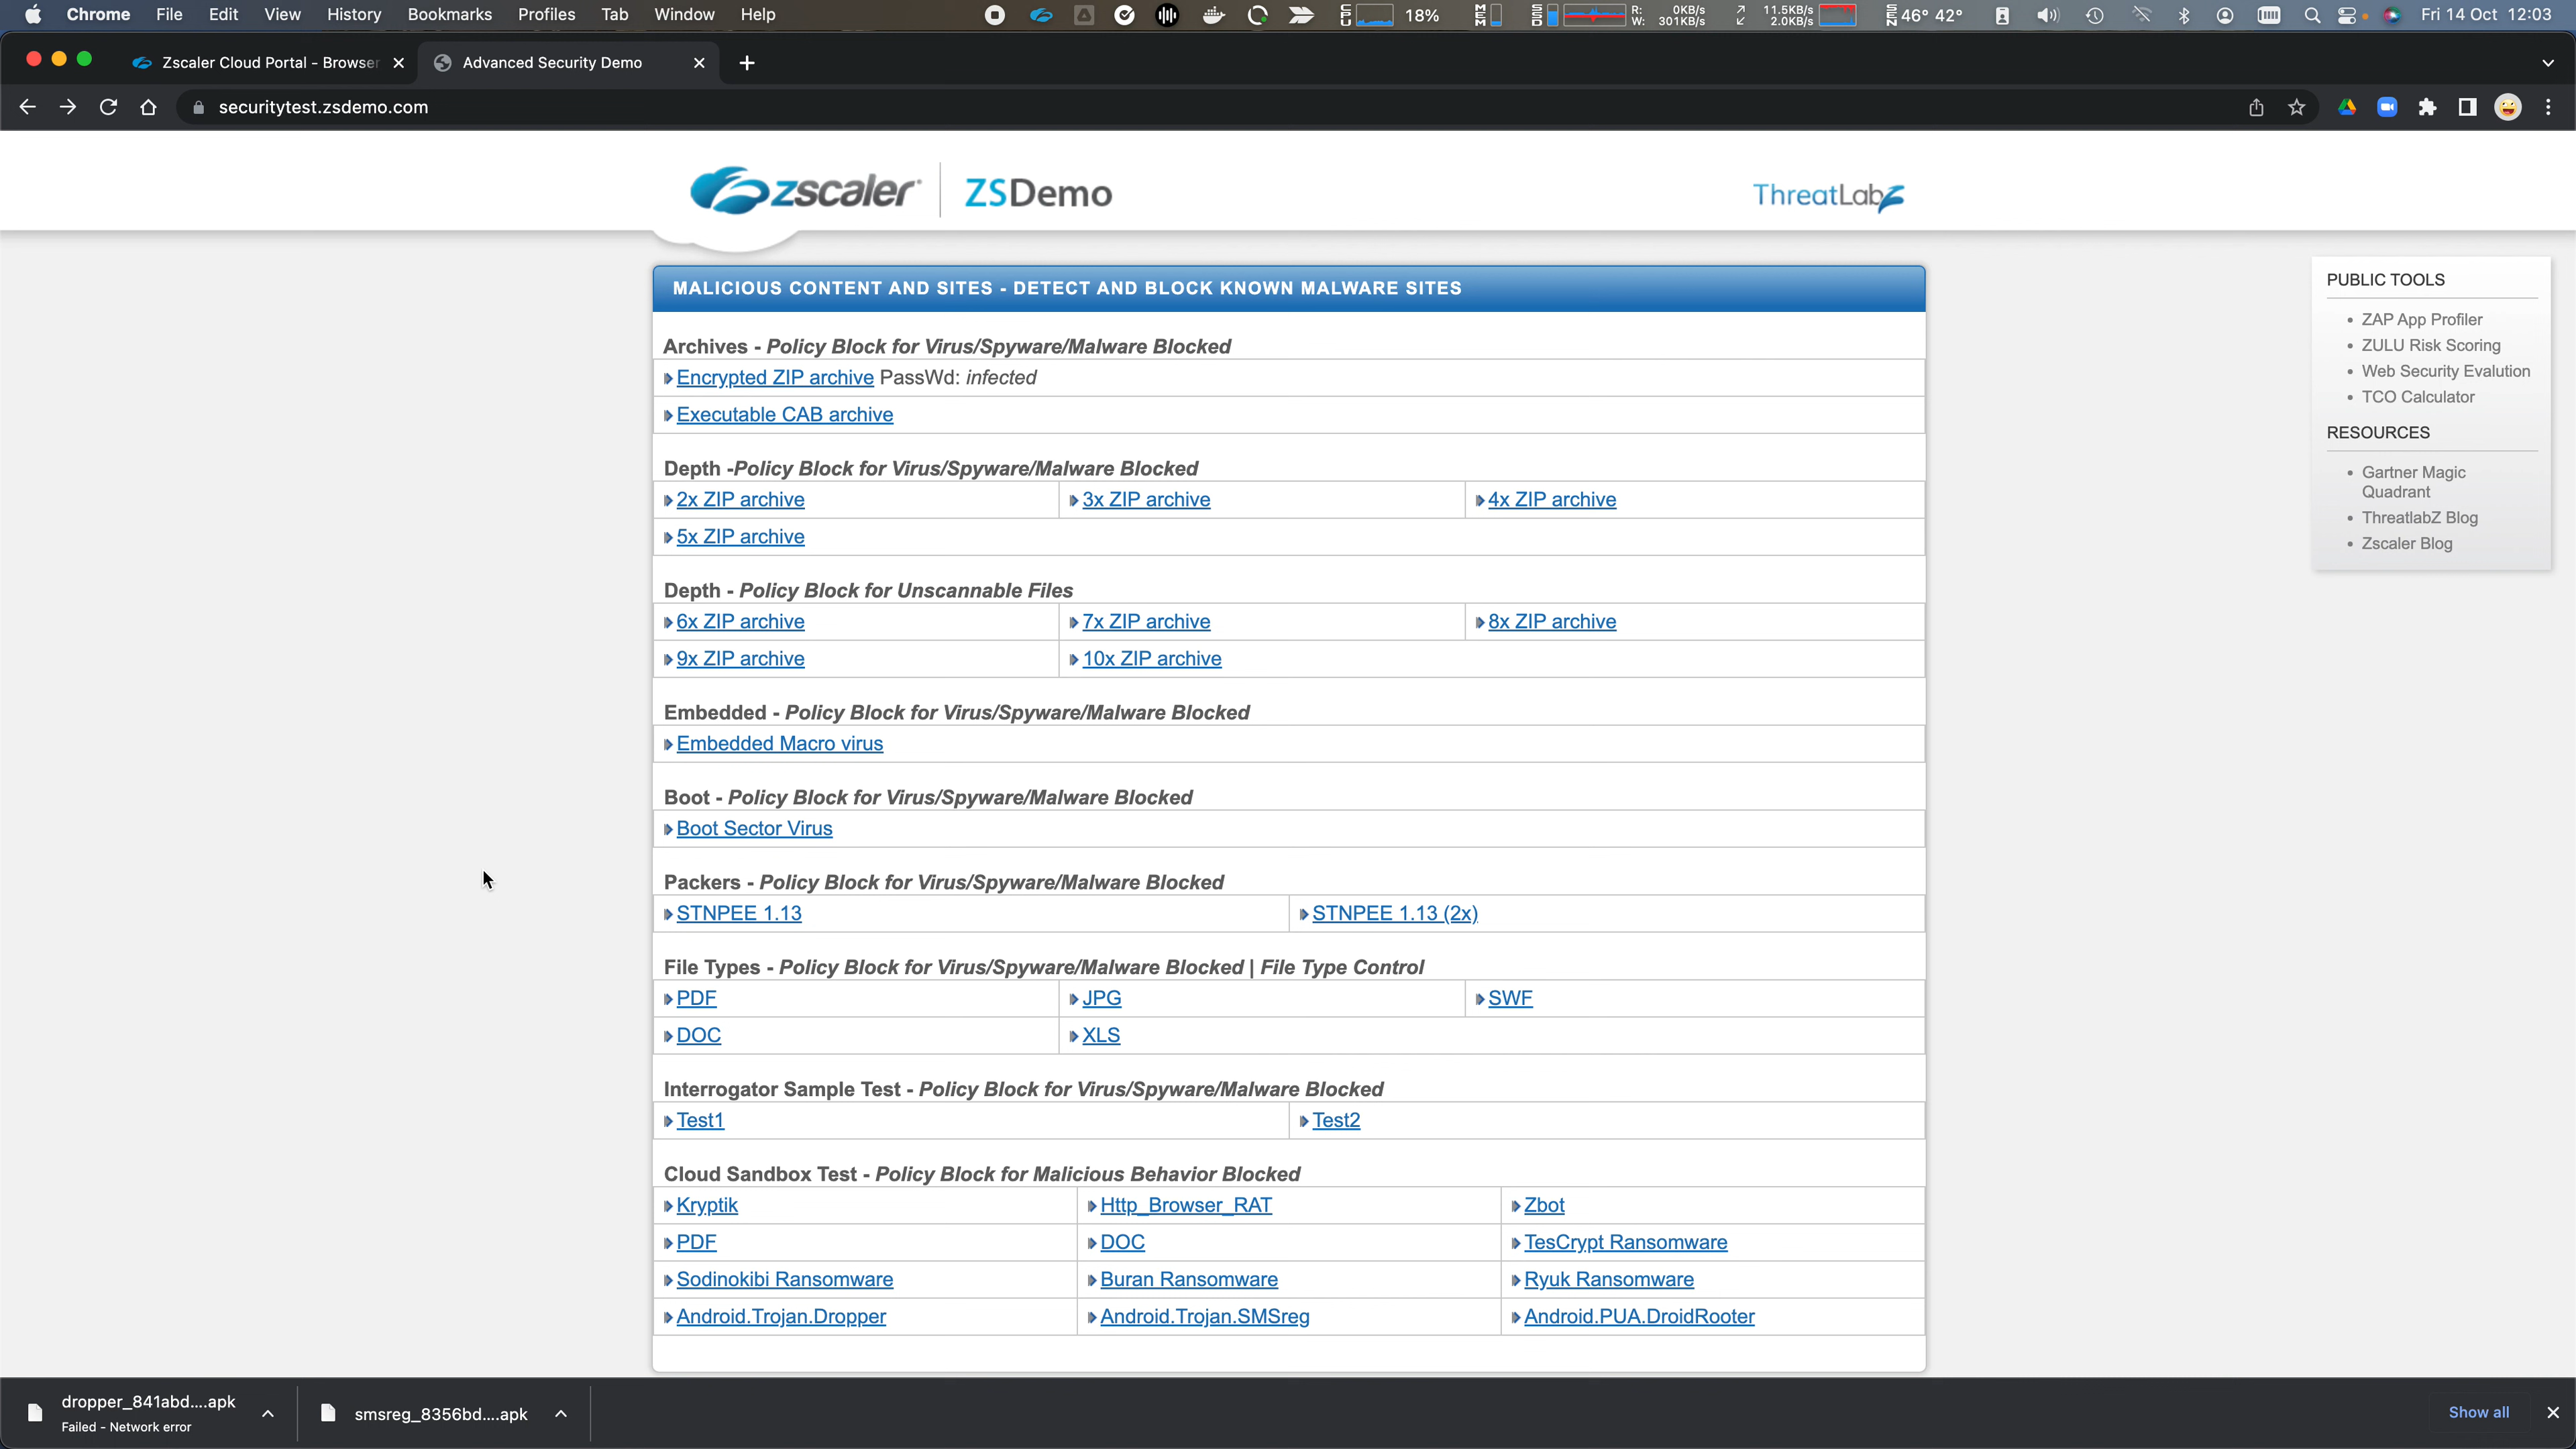 Chrome File Edit View History Bookmarks Profiles Tab Window Help
CPU 18% MEM SSD R: 0KB/s W: 301KB/s 11.5KB/s 2.0KB/s SEN 46° 42° Fri 14 Oct 12:03
Zscaler Cloud Portal - Browser Advanced Security Demo
securitytest.zsdemo.com
zscaler ZSDemo ThreatLabZ
MALICIOUS CONTENT AND SITES - DETECT AND BLOCK KNOWN MALWARE SITES
Archives - Policy Block for Virus/Spyware/Malware Blocked
Encrypted ZIP archive PassWd: infected
Executable CAB archive
Depth -Policy Block for Virus/Spyware/Malware Blocked
2x ZIP archive 3x ZIP archive 4x ZIP archive
5x ZIP archive
Depth - Policy Block for Unscannable Files
6x ZIP archive 7x ZIP archive 8x ZIP archive
9x ZIP archive 10x ZIP archive
Embedded - Policy Block for Virus/Spyware/Malware Blocked
Embedded Macro virus
Boot - Policy Block for Virus/Spyware/Malware Blocked
Boot Sector Virus
Packers - Policy Block for Virus/Spyware/Malware Blocked
STNPEE 1.13 STNPEE 1.13 (2x)
File Types - Policy Block for Virus/Spyware/Malware Blocked | File Type Control
PDF JPG SWF
DOC XLS
Interrogator Sample Test - Policy Block for Virus/Spyware/Malware Blocked
Test1 Test2
Cloud Sandbox Test - Policy Block for Malicious Behavior Blocked
Kryptik Http_Browser_RAT Zbot
PDF DOC TesCrypt Ransomware
Sodinokibi Ransomware Buran Ransomware Ryuk Ransomware
Android.Trojan.Dropper Android.Trojan.SMSreg Android.PUA.DroidRooter
PUBLIC TOOLS
ZAP App Profiler
ZULU Risk Scoring
Web Security Evalution
TCO Calculator
RESOURCES
Gartner Magic
Quadrant
ThreatlabZ Blog
Zscaler Blog
dropper_841abd....apk
Failed - Network error
smsreg_8356bd....apk
Show all